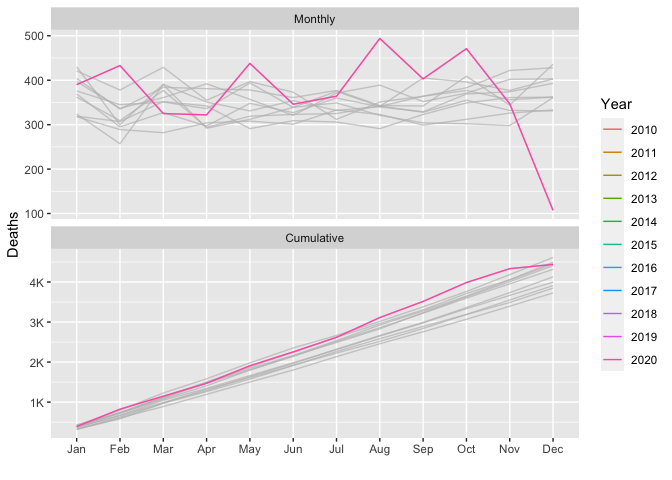 Monthly
500
400
300
200
100
Deaths
Cumulative
4K
3K
2K
1K
Jan Feb Mar Apr May Jun Jul Aug Sep Oct Nov Dec
Year
2010
2011
2012
2013
2014
2015
2016
2017
2018
2019
2020